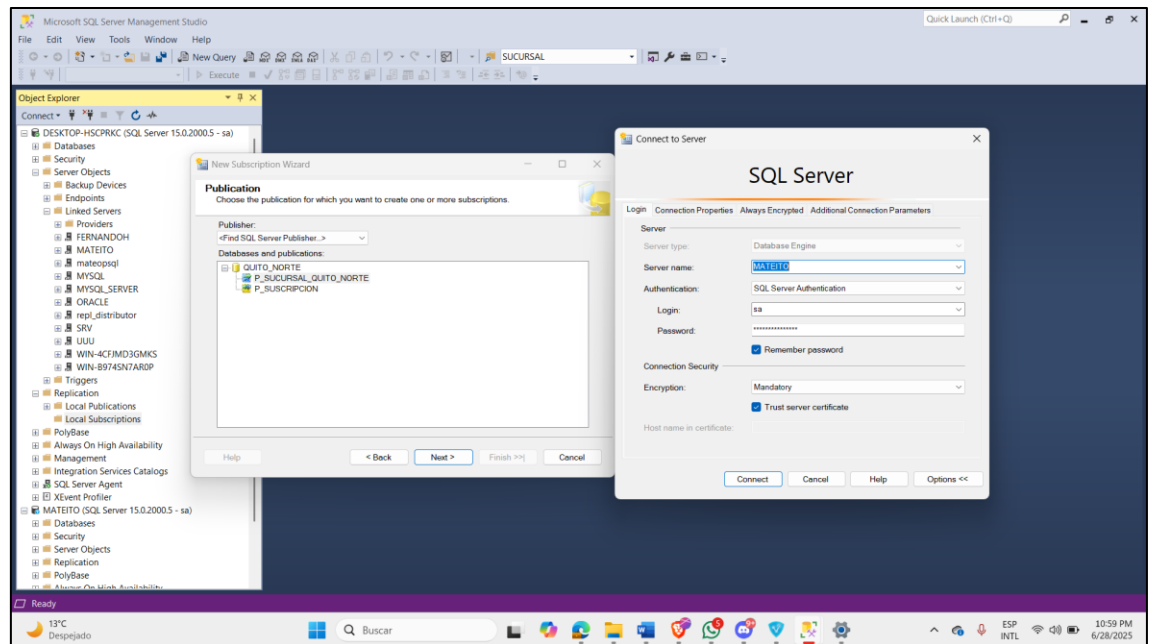 Microsoft SQL Server Management Studio
Quick Launch (Ctrl+Q)
File Edit View Tools Window Help
New Query
SUCURSAL
Execute
Object Explorer
Connect
DESKTOP-HSCPRKC (SQL Server 15.0.2000.5 - sa)
Databases
Security
Server Objects
Backup Devices
Endpoints
Linked Servers
Providers
FERNANDOH
MATEITO
mateopsql
MYSQL
MYSQL_SERVER
ORACLE
repl_distributor
SRV
UUU
WIN-4CFJMD3GMKS
WIN-B974SN7AR0P
Triggers
Replication
Local Publications
Local Subscriptions
PolyBase
Always On High Availability
Management
Integration Services Catalogs
SQL Server Agent
XEvent Profiler
MATEITO (SQL Server 15.0.2000.5 - sa)
Databases
Security
Server Objects
Replication
PolyBase
Always On High Availability
New Subscription Wizard
Publication
Choose the publication for which you want to create one or more subscriptions.
Publisher:
<Find SQL Server Publisher...>
Databases and publications:
QUITO_NORTE
P_SUCURSAL_QUITO_NORTE
P_SUSCRIPCION
Help < Back Next > Finish >>| Cancel
Connect to Server
SQL Server
Login Connection Properties Always Encrypted Additional Connection Parameters
Server
Server type: Database Engine
Server name: MATEITO
Authentication: SQL Server Authentication
Login: sa
Password: ***************
Remember password
Connection Security
Encryption: Mandatory
Trust server certificate
Host name in certificate:
Connect Cancel Help Options <<
Ready
13°C
Despejado
Buscar
ESP
INTL
10:59 PM
6/28/2025